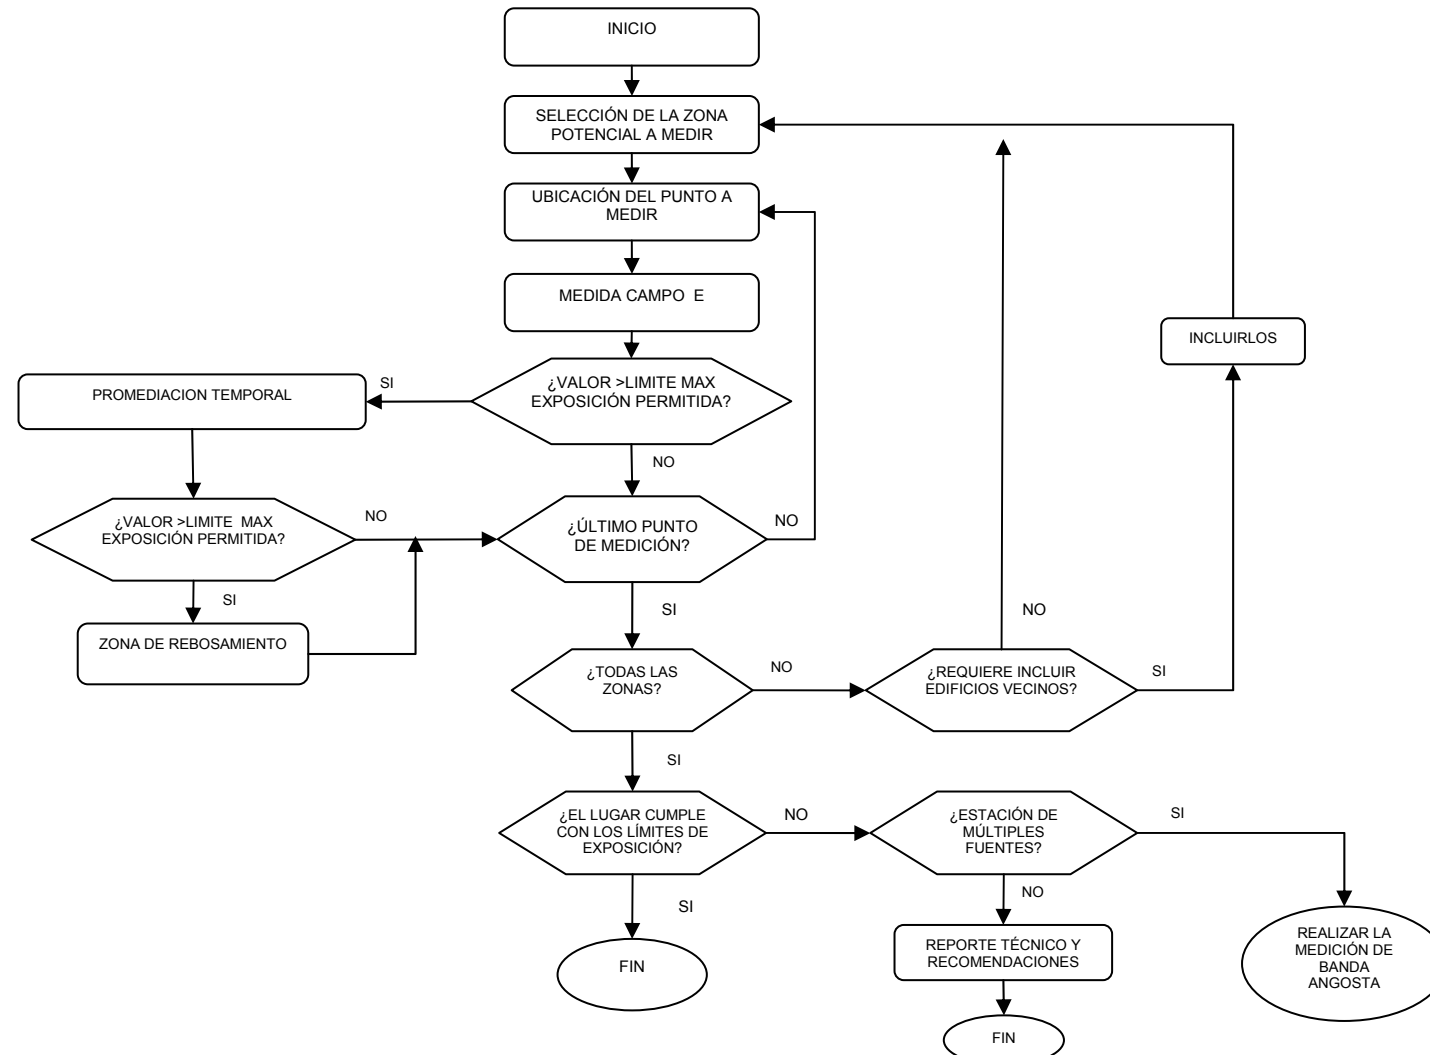 INICIO
SELECCIÓN DE LA ZONA
POTENCIAL A MEDIR
UBICACIÓN DEL PUNTO A
MEDIR
MEDIDA CAMPO E
INCLUIRLOS
¿VALOR >LIMITE MAX
EXPOSICIÓN PERMITIDA?
SI
PROMEDIACION TEMPORAL
NO
¿VALOR >LIMITE MAX
EXPOSICIÓN PERMITIDA?
NO
¿ÚLTIMO PUNTO
DE MEDICIÓN?
NO
SI
ZONA DE REBOSAMIENTO
SI
NO
¿TODAS LAS
ZONAS?
NO
¿REQUIERE INCLUIR
EDIFICIOS VECINOS?
SI
SI
¿EL LUGAR CUMPLE
CON LOS LÍMITES DE
EXPOSICIÓN?
NO
¿ESTACIÓN DE
MÚLTIPLES
FUENTES?
SI
SI
NO
FIN
REPORTE TÉCNICO Y
RECOMENDACIONES
REALIZAR LA
MEDICIÓN DE
BANDA
ANGOSTA
FIN